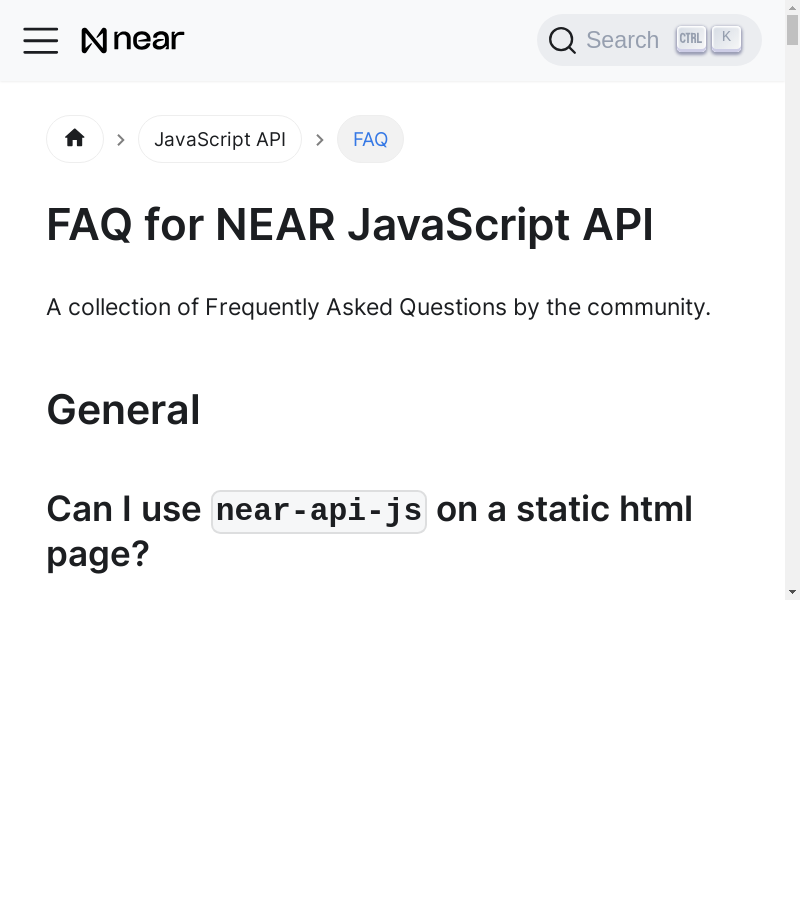 near
Search CTRL K
JavaScript API
FAQ
FAQ for NEAR JavaScript API
A collection of Frequently Asked Questions by the community.
General
Can I use near-api-js on a static html
page?